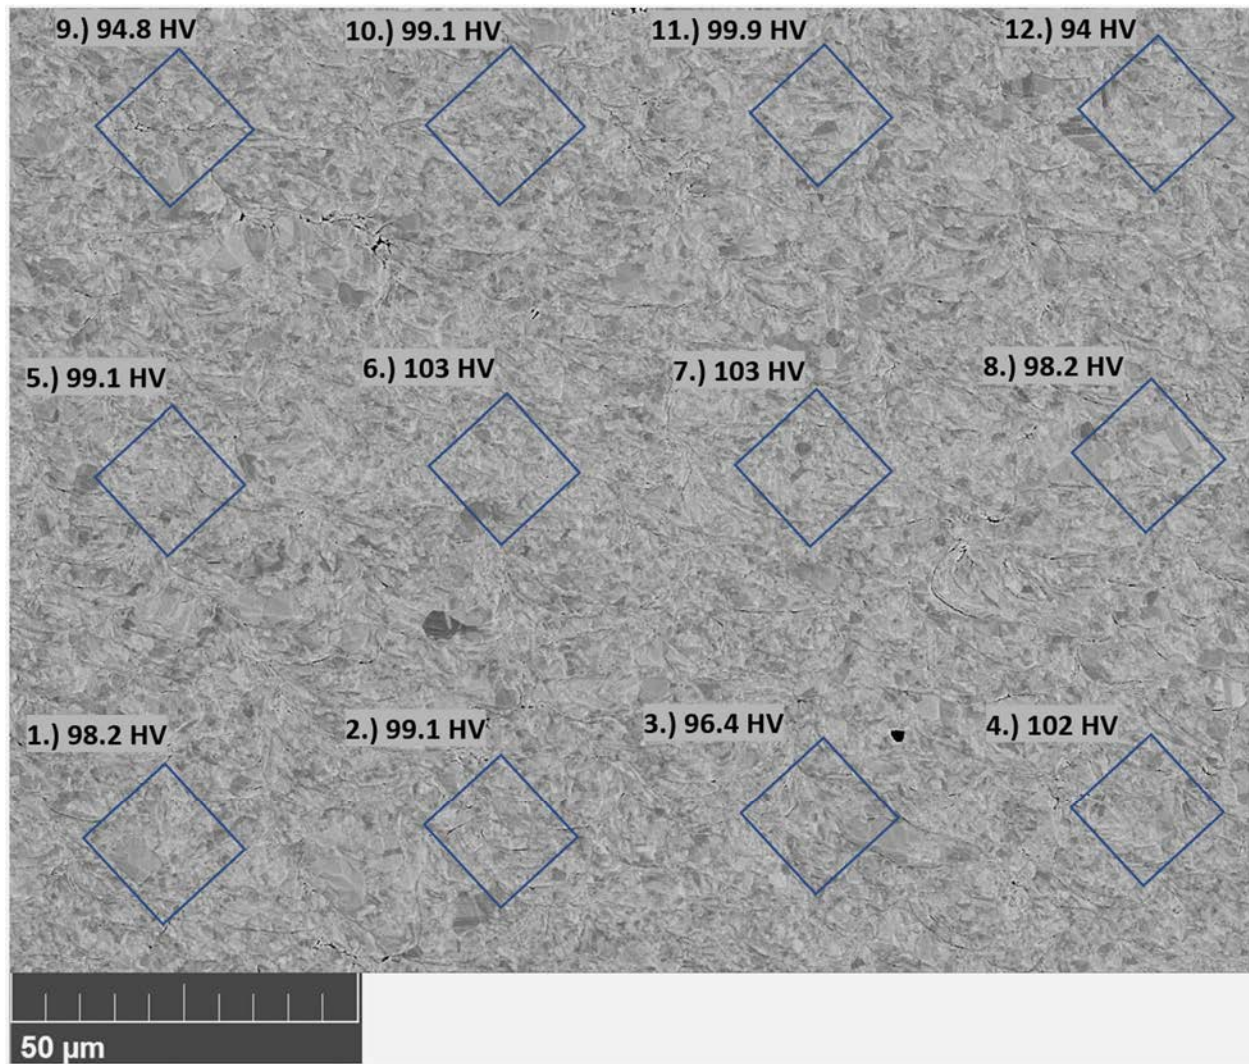 9.) 94.8 HV
10.) 99.1 HV
11.) 99.9 HV
12.) 94 HV
5.) 99.1 HV
6.) 103 HV
7.) 103 HV
8.) 98.2 HV
1.) 98.2 HV
2.) 99.1 HV
3.) 96.4 HV
4.) 102 HV
50 µm